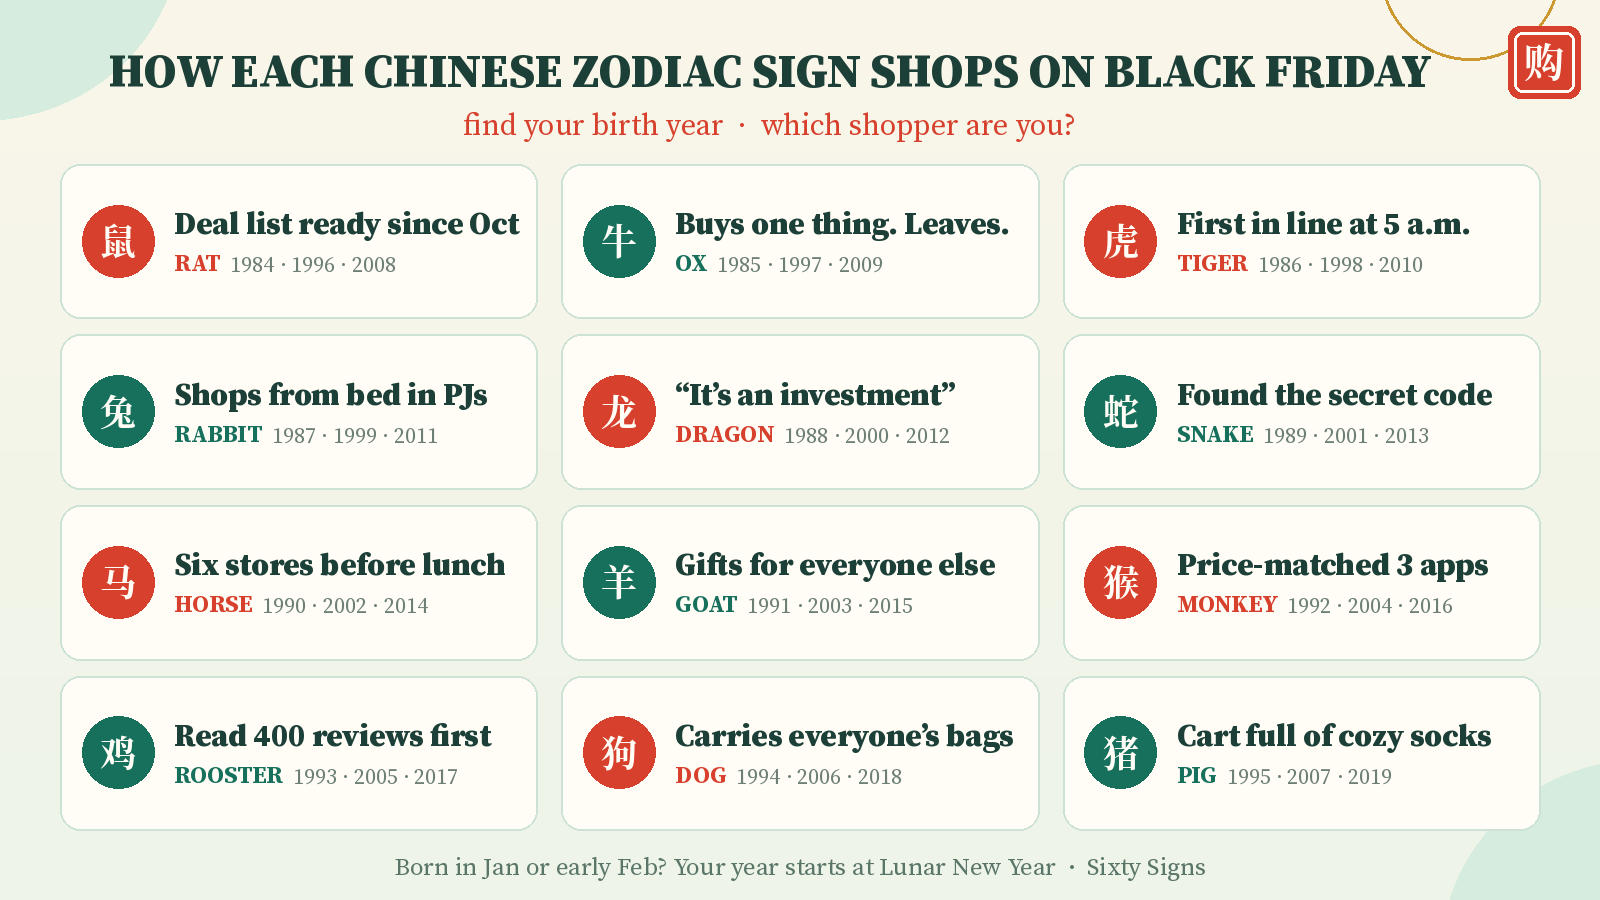 HOW EACH CHINESE ZODIAC SIGN SHOPS ON BLACK FRIDAY
购
find your birth year · which shopper are you?
鼠
Deal list ready since Oct
RAT 1984 · 1996 · 2008
牛
Buys one thing. Leaves.
OX 1985 · 1997 · 2009
虎
First in line at 5 a.m.
TIGER 1986 · 1998 · 2010
兔
Shops from bed in PJs
RABBIT 1987 · 1999 · 2011
龙
“It’s an investment”
DRAGON 1988 · 2000 · 2012
蛇
Found the secret code
SNAKE 1989 · 2001 · 2013
马
Six stores before lunch
HORSE 1990 · 2002 · 2014
羊
Gifts for everyone else
GOAT 1991 · 2003 · 2015
猴
Price-matched 3 apps
MONKEY 1992 · 2004 · 2016
鸡
Read 400 reviews first
ROOSTER 1993 · 2005 · 2017
狗
Carries everyone’s bags
DOG 1994 · 2006 · 2018
猪
Cart full of cozy socks
PIG 1995 · 2007 · 2019
Born in Jan or early Feb? Your year starts at Lunar New Year · Sixty Signs